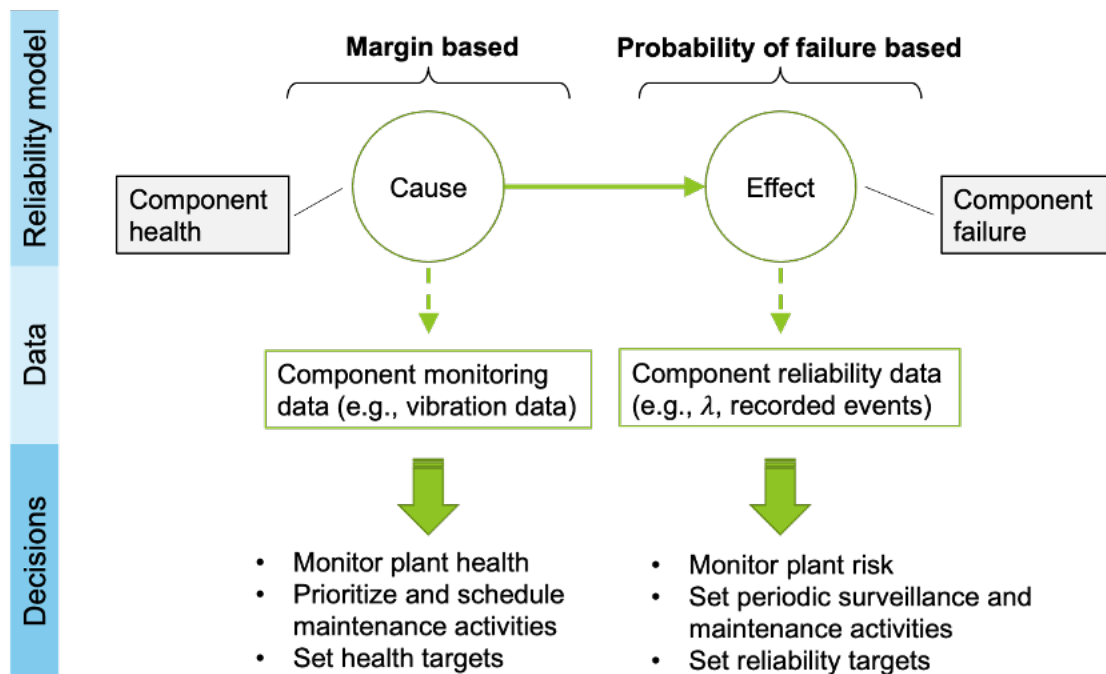 Reliability model
Data
Decisions
Margin based
Probability of failure based
Component
health
Cause
Effect
Component
failure
Component monitoring
data (e.g., vibration data)
Component reliability data
(e.g., λ, recorded events)
• Monitor plant health
• Prioritize and schedule
maintenance activities
• Set health targets
• Monitor plant risk
• Set periodic surveillance and
maintenance activities
• Set reliability targets